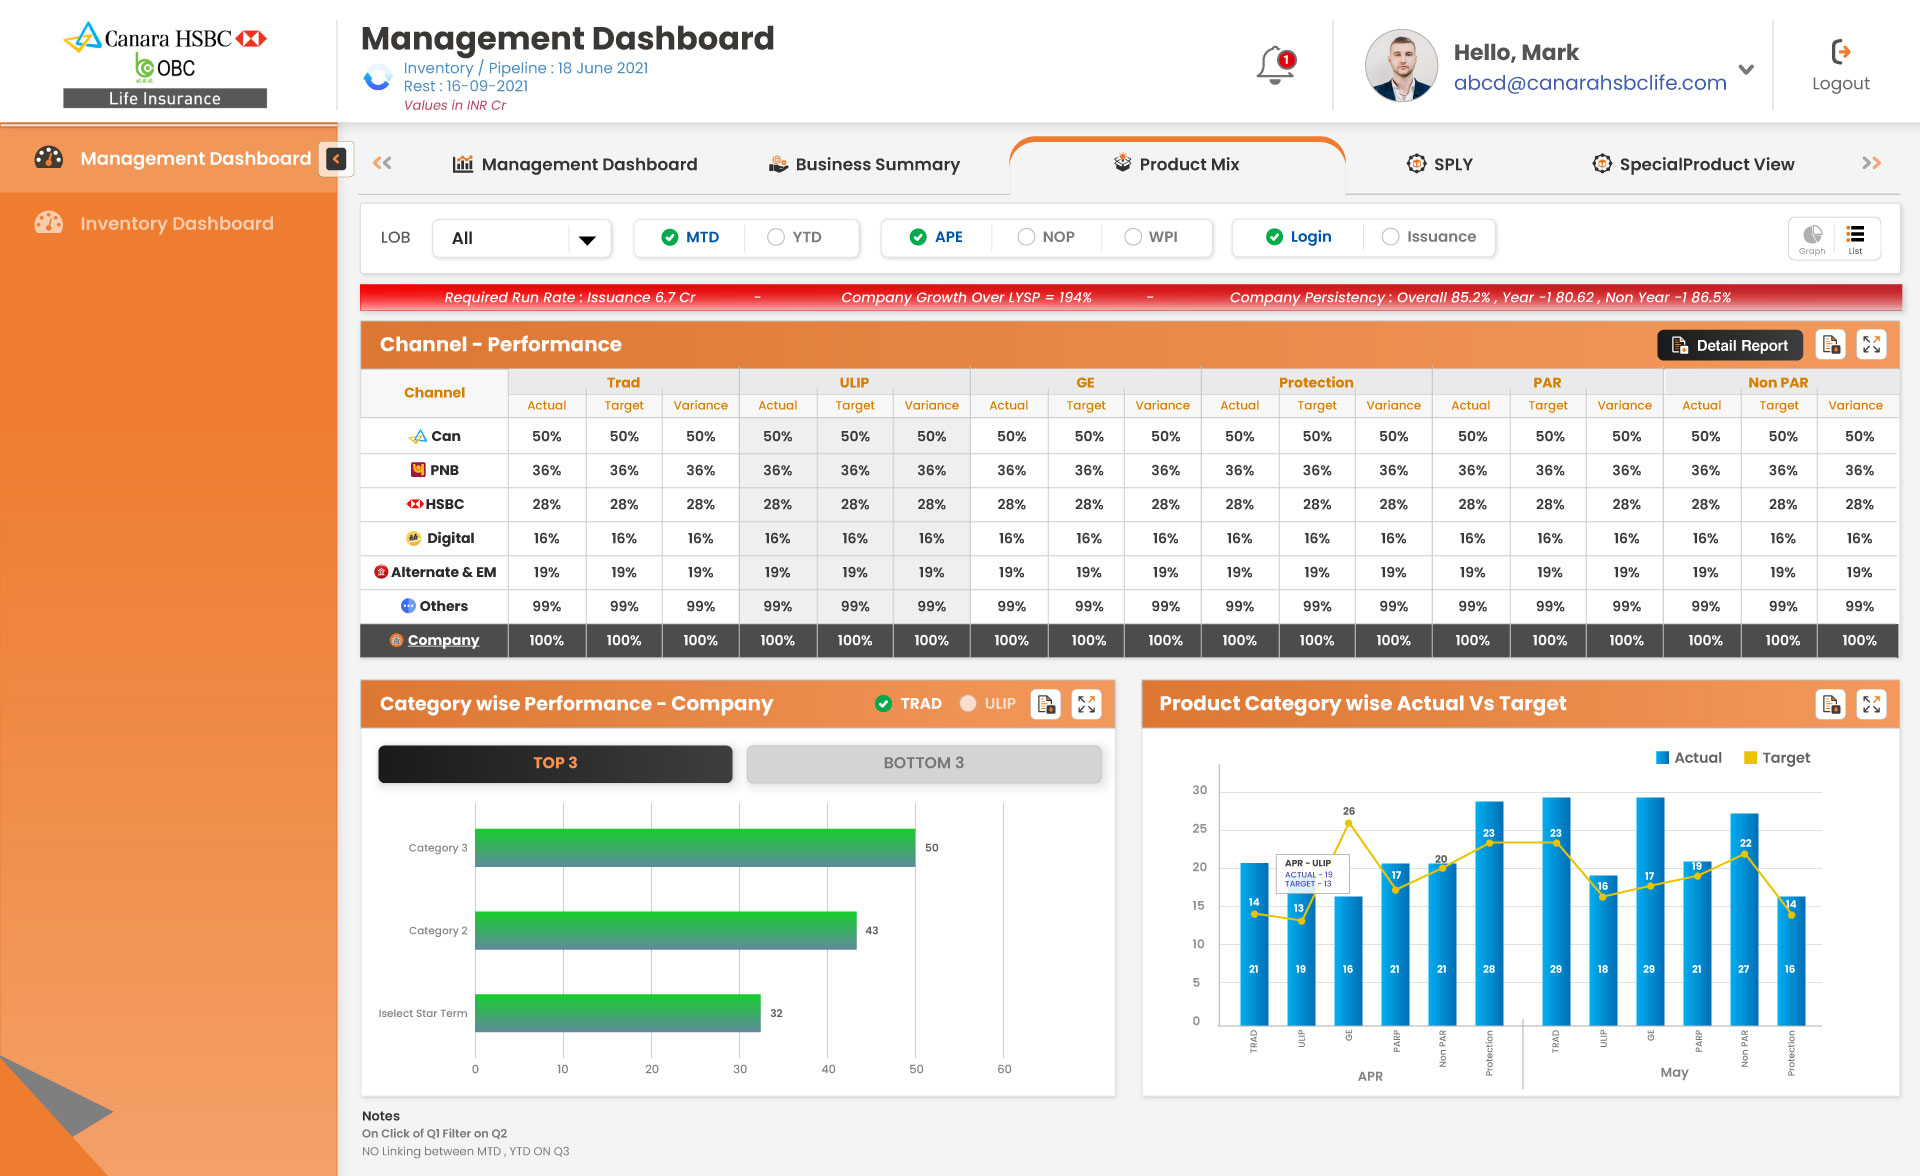 Canara HSBC
OBC
Life Insurance
Management Dashboard
Inventory / Pipeline : 18 June 2021
Rest : 16-09-2021
Values in INR Cr
1
Hello, Mark
abcd@canarahsbclife.com
Logout
Management Dashboard
Inventory Dashboard
Management Dashboard Business Summary Product Mix SPLY SpecialProduct View
LOB All MTD YTD APE NOP WPI Login Issuance Graph List
Required Run Rate : Issuance 6.7 Cr - Company Growth Over LYSP = 194% - Company Persistency : Overall 85.2% , Year -1 80.62 , Non Year -1 86.5%
Channel - Performance Detail Report
Channel Trad ULIP GE Protection PAR Non PAR
Actual Target Variance Actual Target Variance Actual Target Variance Actual Target Variance Actual Target Variance Actual Target Variance
Can 50% 50% 50% 50% 50% 50% 50% 50% 50% 50% 50% 50% 50% 50% 50% 50% 50% 50%
PNB 36% 36% 36% 36% 36% 36% 36% 36% 36% 36% 36% 36% 36% 36% 36% 36% 36% 36%
HSBC 28% 28% 28% 28% 28% 28% 28% 28% 28% 28% 28% 28% 28% 28% 28% 28% 28% 28%
Digital 16% 16% 16% 16% 16% 16% 16% 16% 16% 16% 16% 16% 16% 16% 16% 16% 16% 16%
Alternate & EM 19% 19% 19% 19% 19% 19% 19% 19% 19% 19% 19% 19% 19% 19% 19% 19% 19% 19%
Others 99% 99% 99% 99% 99% 99% 99% 99% 99% 99% 99% 99% 99% 99% 99% 99% 99% 99%
Company 100% 100% 100% 100% 100% 100% 100% 100% 100% 100% 100% 100% 100% 100% 100% 100% 100% 100%
Category wise Performance - Company TRAD ULIP
TOP 3 BOTTOM 3
Category 3 50
Category 2 43
Iselect Star Term 32
0 10 20 30 40 50 60
Product Category wise Actual Vs Target
Actual Target
30
25
20
15
10
5
0
26
23 23
22
20
19
17 17
16
14 13 14
APR - ULIP
ACTUAL - 19
TARGET - 13
21 19 16 21 21 28 29 18 29 21 27 16
TRAD ULIP GE PARP Non PAR Protection TRAD ULIP GE PARP Non PAR Protection
APR May
Notes
On Click of Q1 Filter on Q2
NO Linking between MTD , YTD ON Q3